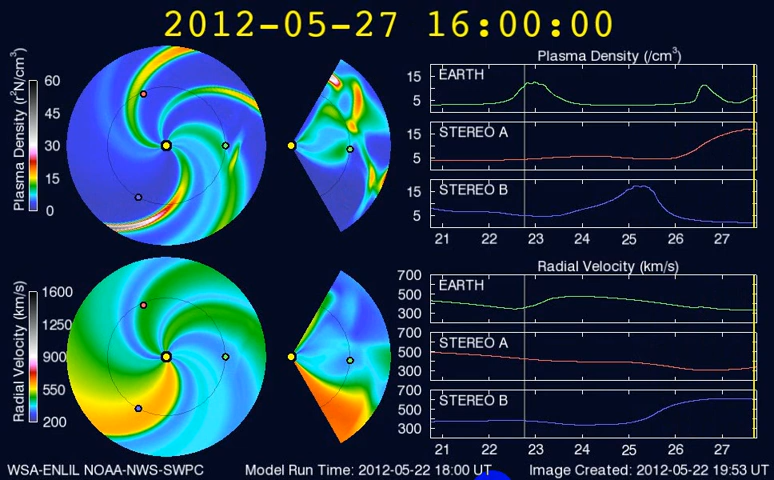 2012-05-27 16:00:00
Plasma Density (r²N/cm³)
60
45
30
15
0
Plasma Density (/cm³)
EARTH
15
5
STEREO A
15
5
STEREO B
15
5
21 22 23 24 25 26 27
Radial Velocity (km/s)
1600
1250
900
550
200
Radial Velocity (km/s)
EARTH
700
500
300
STEREO A
700
500
300
STEREO B
700
500
300
21 22 23 24 25 26 27
WSA-ENLIL NOAA-NWS-SWPC Model Run Time: 2012-05-22 18:00 UT Image Created: 2012-05-22 19:53 UT